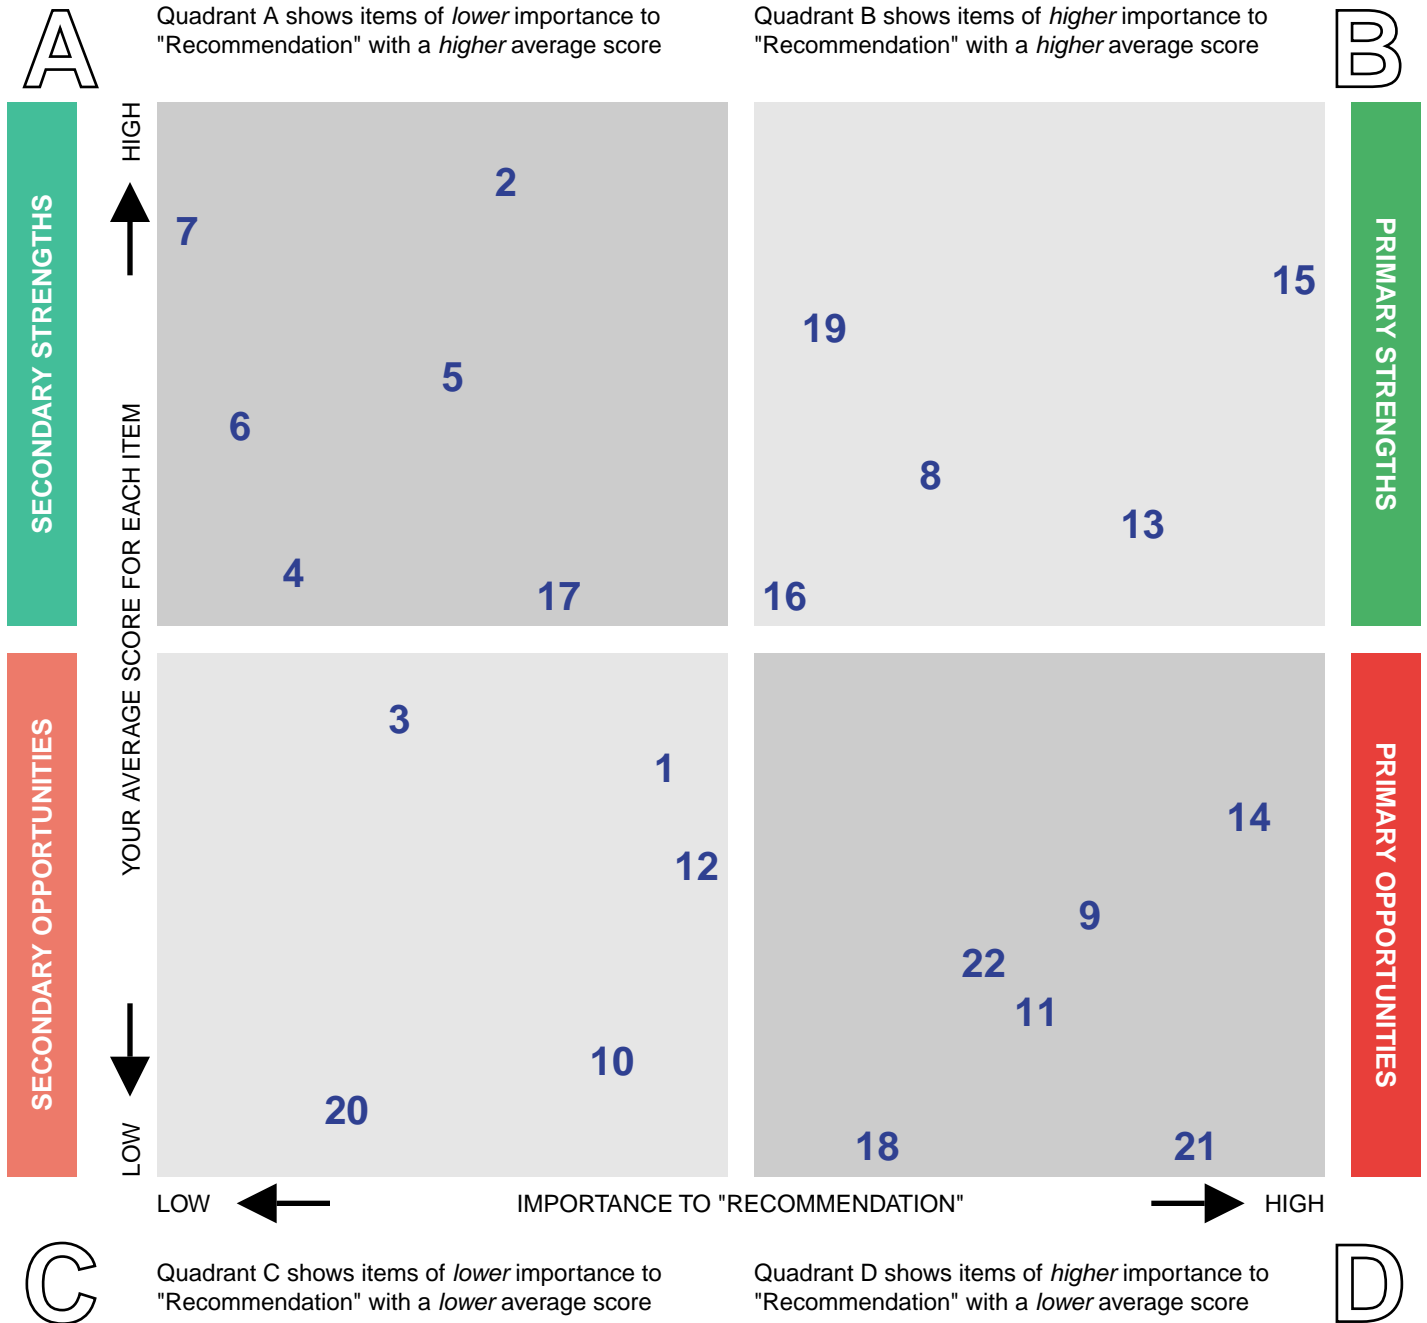 A
Quadrant A shows items of lower importance to
"Recommendation" with a higher average score
Quadrant B shows items of higher importance to
"Recommendation" with a higher average score
B
SECONDARY STRENGTHS
HIGH
YOUR AVERAGE SCORE FOR EACH ITEM
LOW
2
7
5
6
4
17
15
19
8
13
16
PRIMARY STRENGTHS
SECONDARY OPPORTUNITIES
3
1
12
10
20
14
9
22
11
18
21
PRIMARY OPPORTUNITIES
LOW
IMPORTANCE TO "RECOMMENDATION"
HIGH
C
Quadrant C shows items of lower importance to
"Recommendation" with a lower average score
Quadrant D shows items of higher importance to
"Recommendation" with a lower average score
D